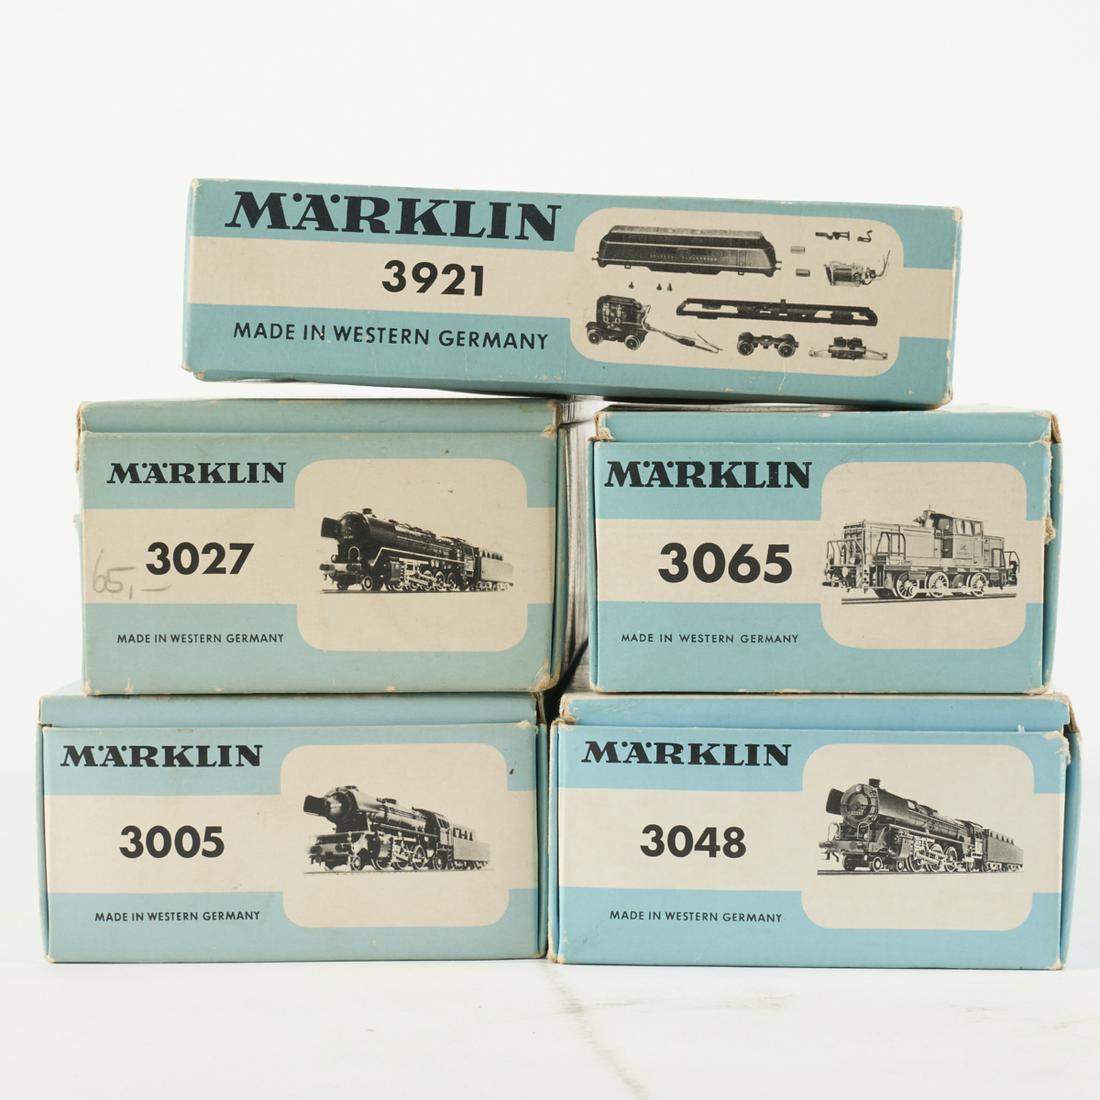 MÄRKLIN
3921
MADE IN WESTERN GERMANY
MÄRKLIN
3027
65,—
MADE IN WESTERN GERMANY
MÄRKLIN
3065
MADE IN WESTERN GERMANY
MÄRKLIN
3005
MADE IN WESTERN GERMANY
MÄRKLIN
3048
MADE IN WESTERN GERMANY